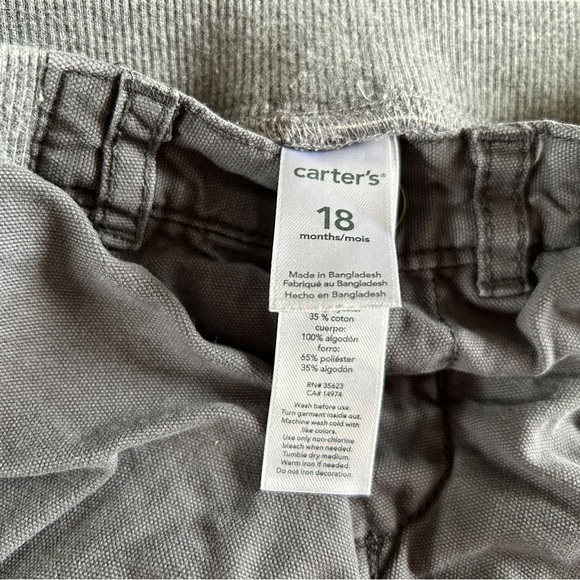 carter's®
18
months/mois
Made in Bangladesh
Fabriqué au Bangladesh
Hecho en Bangladesh
35 % coton
cuerpo:
100% algodón
forro:
65% poliéster
35% algodón
RN# 35623
CA# 14974
Wash before use.
Turn garment inside out.
Machine wash cold with
like colors.
Use only non-chlorine
bleach when needed.
Tumble dry medium.
Warm iron if needed.
Do not iron decoration.